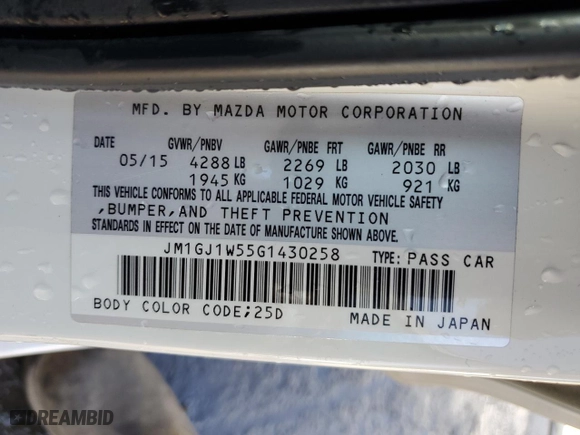 MFD. BY MAZDA MOTOR CORPORATION
DATE GVWR/PNBV GAWR/PNBE FRT GAWR/PNBE RR
05/15 4288 LB 2269 LB 2030 LB
1945 KG 1029 KG 921 KG
THIS VEHICLE CONFORMS TO ALL APPLICABLE FEDERAL MOTOR VEHICLE SAFETY
,BUMPER,AND THEFT PREVENTION
STANDARDS IN EFFECT ON THE DATE OF MANUFACTURE SHOWN ABOVE.
JM1GJ1W55G1430258 TYPE: PASS CAR
BODY COLOR CODE;25D MADE IN JAPAN
DREAMBID